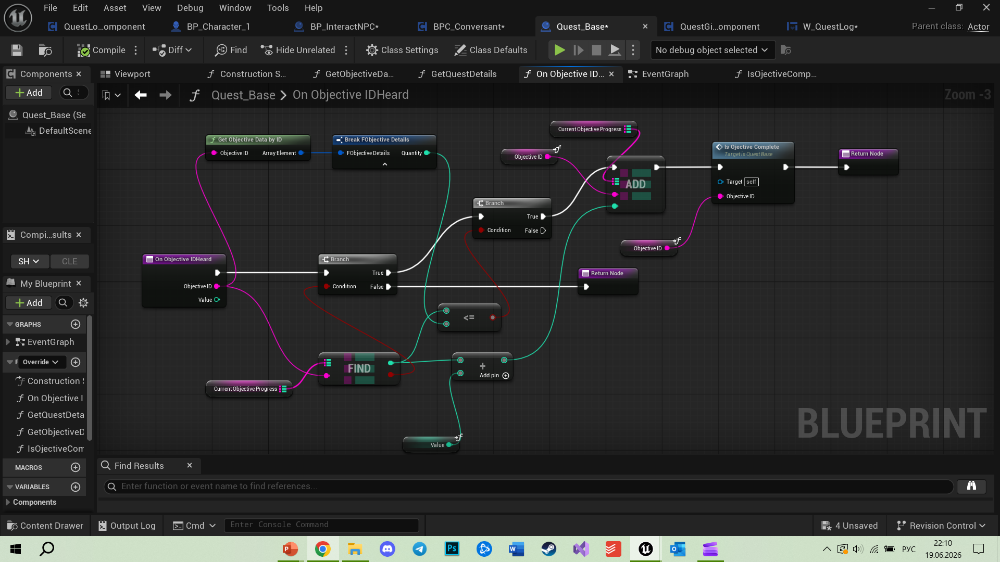 File Edit Asset View Debug Window Tools Help
QuestLo...omponent BP_Character_1 BP_InteractNPC* BPC_Conversant* Quest_Base* QuestGi...omponent W_QuestLog* Parent class: Actor
Compile Diff Find Hide Unrelated Class Settings Class Defaults No debug object selected
Components Viewport Construction S... GetObjectiveDa... GetQuestDetails On Objective ID... EventGraph IsOjectiveComp...
Add Quest_Base On Objective IDHeard Zoom -3
Quest_Base (Se
DefaultScene
Current Objective Progress
Get Objective Data by ID
Objective ID Array Element
Break FObjective Details
FObjective Details Quantity
Objective ID
ADD
Is Ojective Complete
Target is Quest Base
Target self
Objective ID
Return Node
Branch
True
Condition False
Objective ID
Compi...sults
SH CLE
On Objective IDHeard
Objective ID
Value
Branch
True
Condition False
Return Node
<=
My Blueprint
Add
GRAPHS
EventGraph
F Override
Construction S
On Objective I
GetQuestDeta
GetObjectiveD
IsOjectiveCom
MACROS
VARIABLES
Components
FIND
Current Objective Progress
+
Add pin
Value
BLUEPRINT
Find Results
Enter function or event name to find references...
Content Drawer Output Log Cmd Enter Console Command 4 Unsaved Revision Control
РУС 22:10
19.06.2026